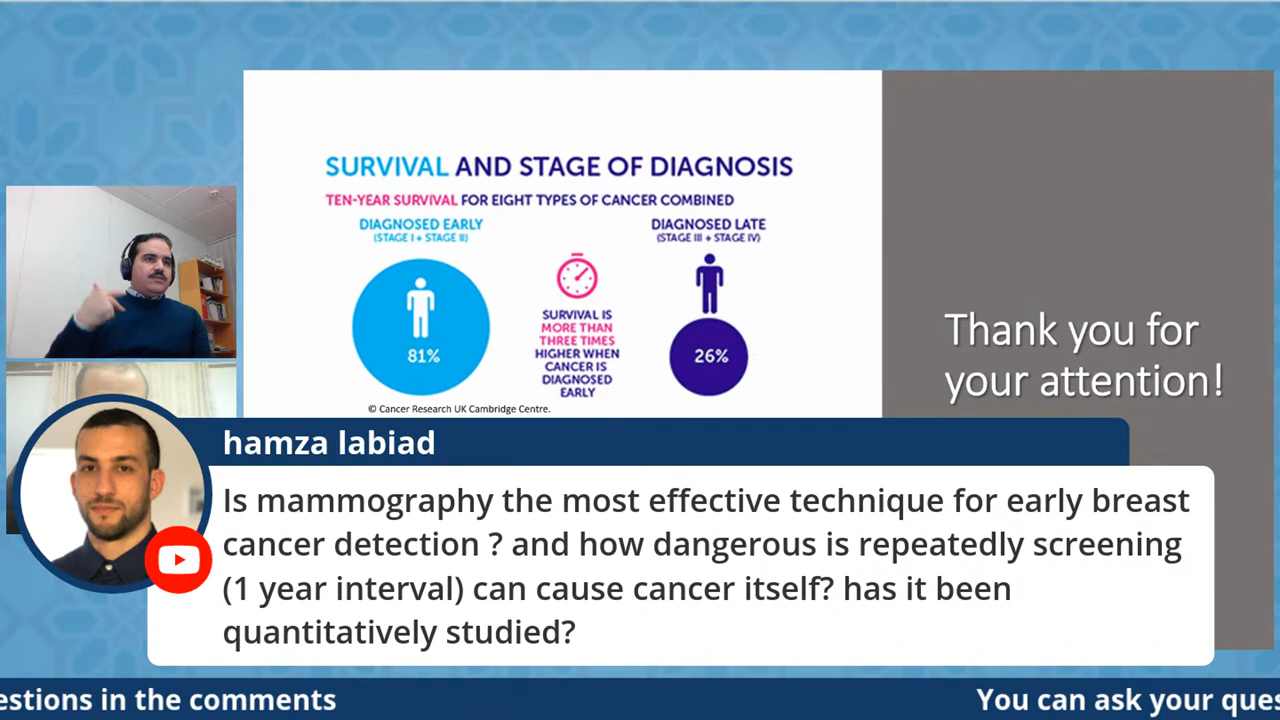 SURVIVAL AND STAGE OF DIAGNOSIS
TEN-YEAR SURVIVAL FOR EIGHT TYPES OF CANCER COMBINED
DIAGNOSED EARLY
(STAGE I + STAGE II)
81%
SURVIVAL IS
MORE THAN
THREE TIMES
HIGHER WHEN
CANCER IS
DIAGNOSED
EARLY
DIAGNOSED LATE
(STAGE III + STAGE IV)
26%
© Cancer Research UK Cambridge Centre.
Thank you for
your attention!
hamza labiad
Is mammography the most effective technique for early breast
cancer detection ? and how dangerous is repeatedly screening
(1 year interval) can cause cancer itself? has it been
quantitatively studied?
estions in the comments
You can ask your ques